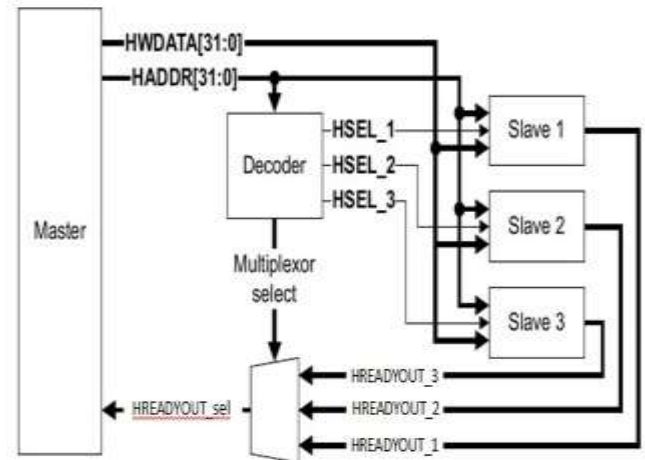 HWDATA[31:0]
HADDR[31:0]
HSEL_1
Slave 1
Decoder
HSEL_2
HSEL_3
Slave 2
Master
Multiplexor
select
Slave 3
HREADYOUT_3
HREADYOUT_sel
HREADYOUT_2
HREADYOUT_1